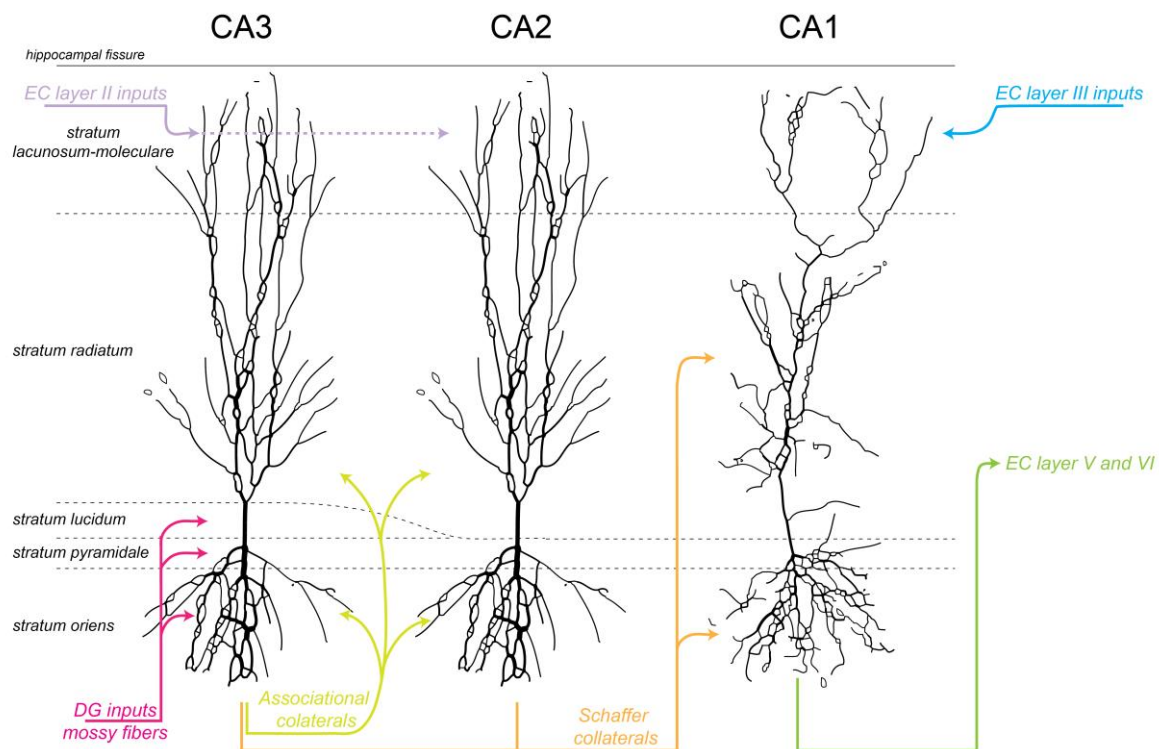 CA3
CA2
CA1
hippocampal fissure
EC layer II inputs
EC layer III inputs
stratum
lacunosum-moleculare
stratum radiatum
EC layer V and VI
stratum lucidum
stratum pyramidale
stratum oriens
DG inputs
mossy fibers
Associational
colaterals
Schaffer
collaterals